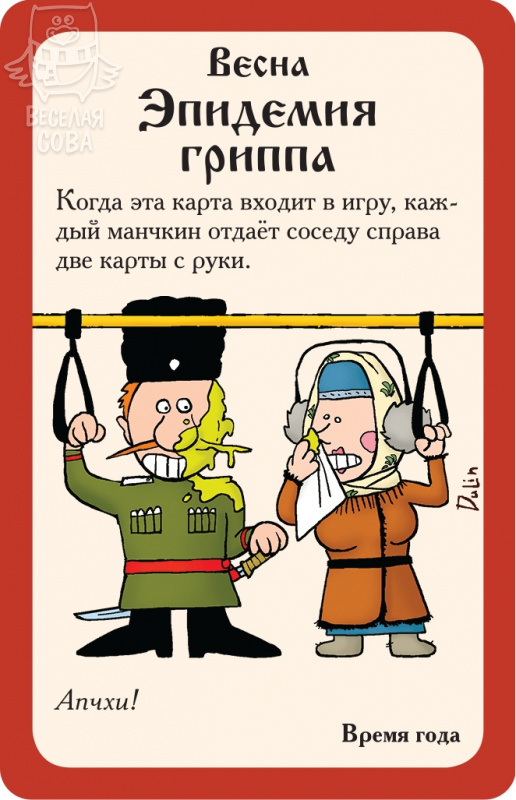 ВЕСЕЛАЯ
СОВА
Весна
Эпидемия
гриппа
Когда эта карта входит в игру, каж-
дый манчкин отдаёт соседу справа
две карты с руки.
Dulin
Апчхи!
Время года